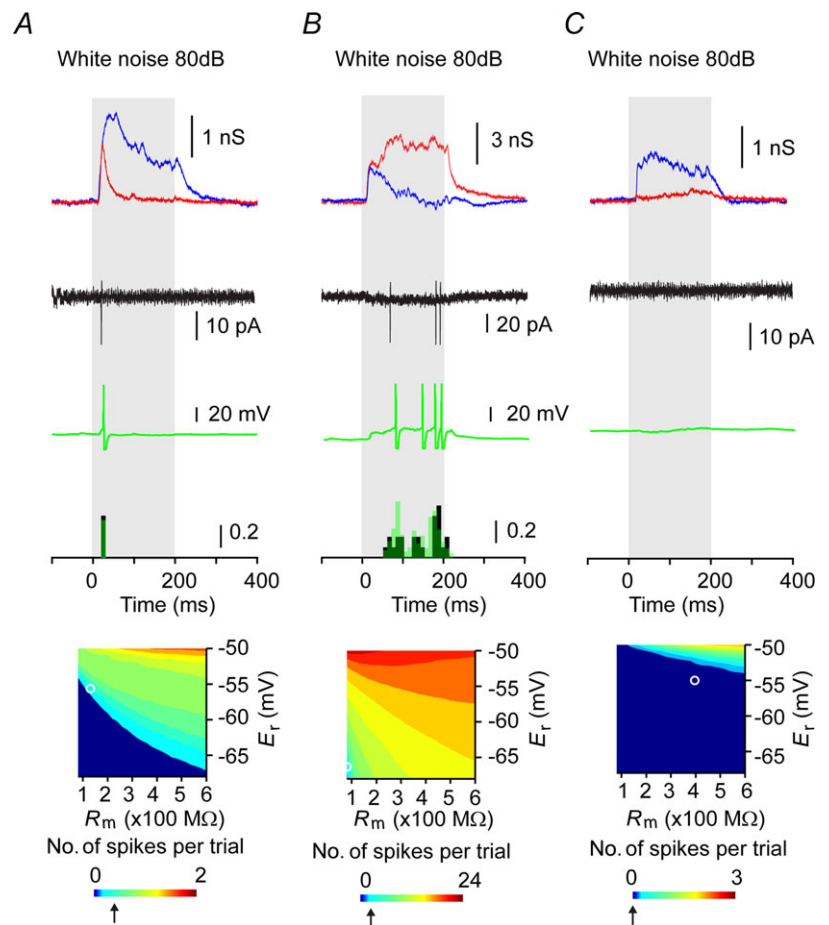 A
White noise 80dB
1 nS
10 pA
20 mV
0.2
0 200 400
Time (ms)
-50
-55
-60
-65
Er (mV)
1 2 3 4 5 6
Rm (x100 MΩ)
No. of spikes per trial
0 2
B
White noise 80dB
3 nS
20 pA
20 mV
0.2
0 200 400
Time (ms)
-50
-55
-60
-65
Er (mV)
1 2 3 4 5 6
Rm (x100 MΩ)
No. of spikes per trial
0 24
C
White noise 80dB
1 nS
10 pA
0 200 400
Time (ms)
-50
-55
-60
-65
Er (mV)
1 2 3 4 5 6
Rm (x100 MΩ)
No. of spikes per trial
0 3